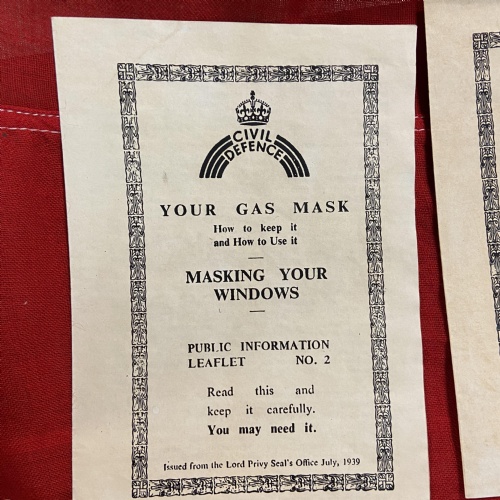 CIVIL
DEFENCE
YOUR GAS MASK
How to keep it
and How to Use it
MASKING YOUR
WINDOWS
PUBLIC INFORMATION
LEAFLET NO. 2
Read this and
keep it carefully.
You may need it.
Issued from the Lord Privy Seal's Office July, 1939